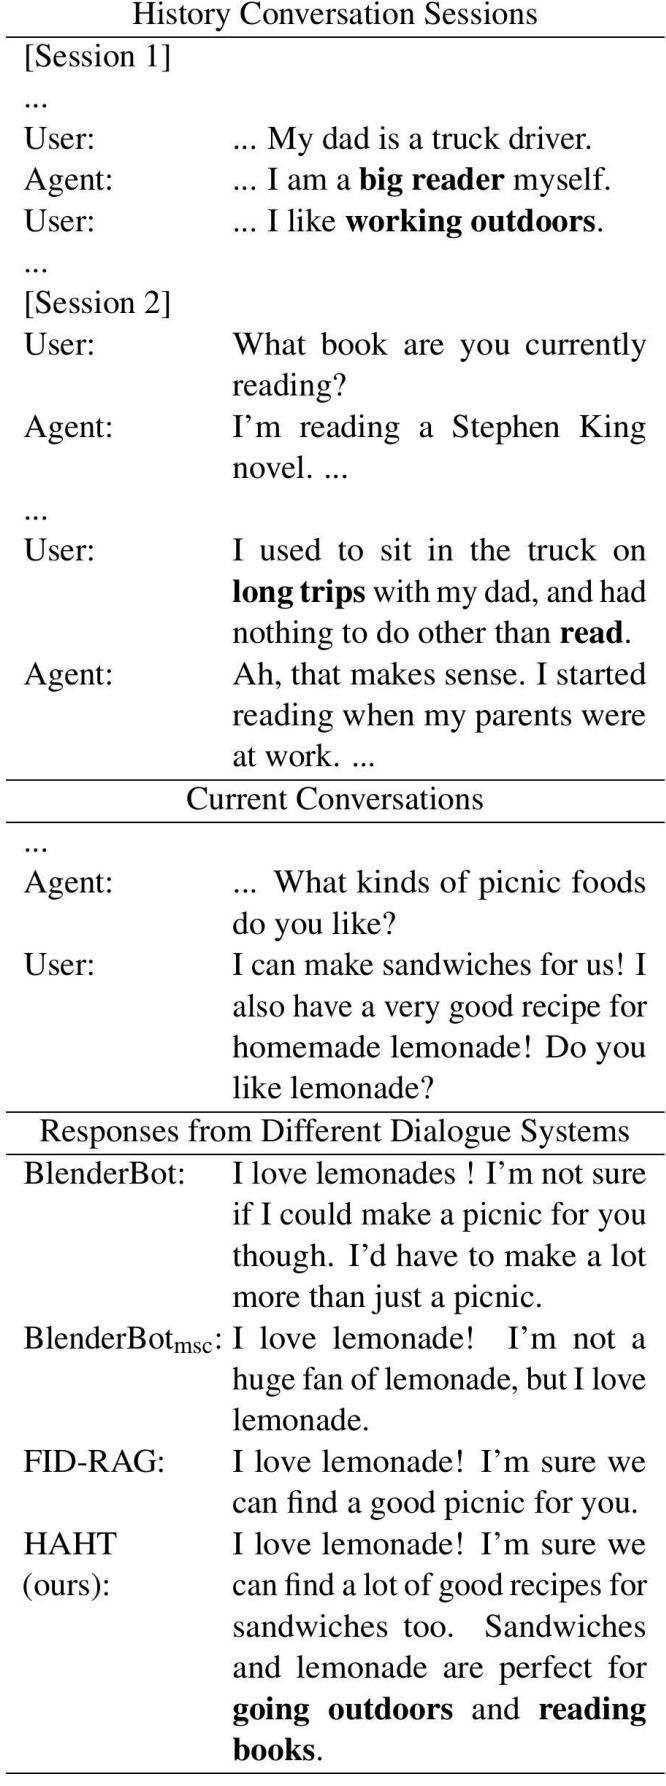 History Conversation Sessions
[Session 1]
...
User: ... My dad is a truck driver.
Agent: ... I am a big reader myself.
User: ... I like working outdoors.
...
[Session 2]
User: What book are you currently
reading?
Agent: I'm reading a Stephen King
novel. ...
...
User: I used to sit in the truck on
long trips with my dad, and had
nothing to do other than read.
Agent: Ah, that makes sense. I started
reading when my parents were
at work. ...
Current Conversations
...
Agent: ... What kinds of picnic foods
do you like?
User: I can make sandwiches for us! I
also have a very good recipe for
homemade lemonade! Do you
like lemonade?
Responses from Different Dialogue Systems
BlenderBot: I love lemonades ! I'm not sure
if I could make a picnic for you
though. I'd have to make a lot
more than just a picnic.
BlenderBotmsc: I love lemonade! I'm not a
huge fan of lemonade, but I love
lemonade.
FID-RAG: I love lemonade! I'm sure we
can find a good picnic for you.
HAHT I love lemonade! I'm sure we
(ours): can find a lot of good recipes for
sandwiches too. Sandwiches
and lemonade are perfect for
going outdoors and reading
books.